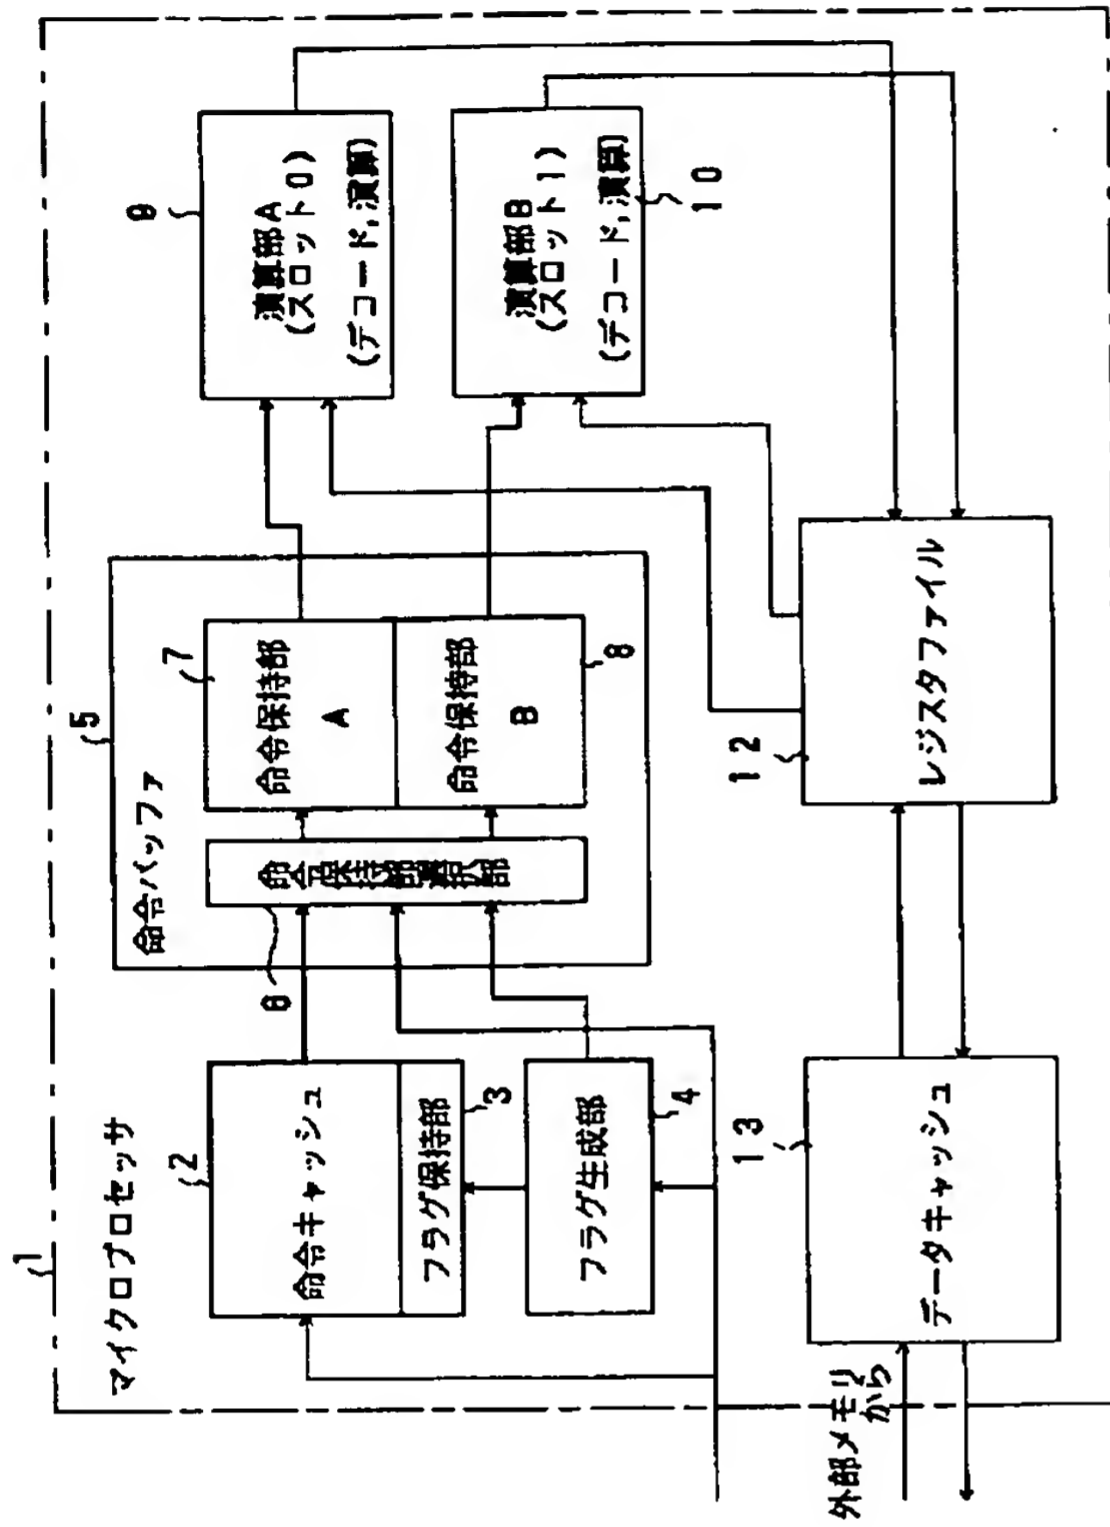 1
マイクロプロセッサ
2
命令キャッシュ
フラグ保持部
3
フラグ生成部
4
5
命令バッファ
6
命令保持部選択部
7
命令保持部
A
命令保持部
B
8
9
演算部A
(スロット0)
(デコード,演算)
演算部B
(スロット1)
(デコード,演算)
10
12
レジスタファイル
13
データキャッシュ
外部メモリ
から